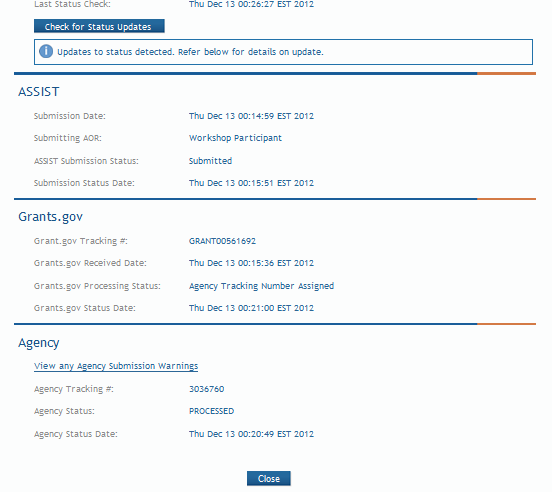 Last Status Check: Thu Dec 13 00:26:27 EST 2012
Check for Status Updates
Updates to status detected. Refer below for details on update.
ASSIST
Submission Date: Thu Dec 13 00:14:59 EST 2012
Submitting AOR: Workshop Participant
ASSIST Submission Status: Submitted
Submission Status Date: Thu Dec 13 00:15:51 EST 2012
Grants.gov
Grant.gov Tracking #: GRANT00561692
Grants.gov Received Date: Thu Dec 13 00:15:36 EST 2012
Grants.gov Processing Status: Agency Tracking Number Assigned
Grants.gov Status Date: Thu Dec 13 00:21:00 EST 2012
Agency
View any Agency Submission Warnings
Agency Tracking #: 3036760
Agency Status: PROCESSED
Agency Status Date: Thu Dec 13 00:20:49 EST 2012
Close